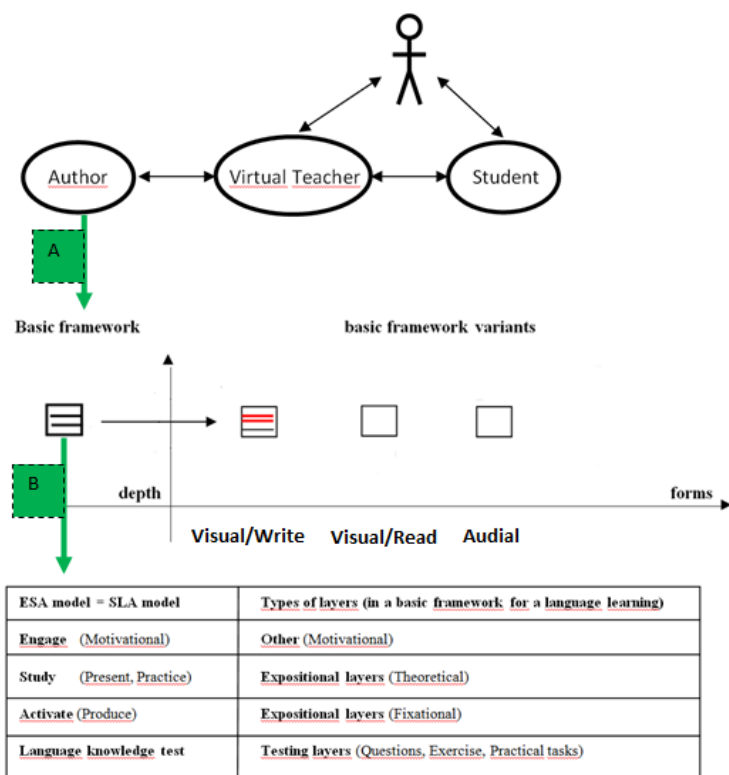 Author
Virtual Teacher
Student
A
Basic framework
basic framework variants
B
depth
forms
Visual/Write
Visual/Read
Audial
ESA model = SLA model
Types of layers (in a basic framework for a language learning)
Engage (Motivational)
Other (Motivational)
Study (Present, Practice)
Expositional layers (Theoretical)
Activate (Produce)
Expositional layers (Fixational)
Language knowledge test
Testing layers (Questions, Exercise, Practical tasks)